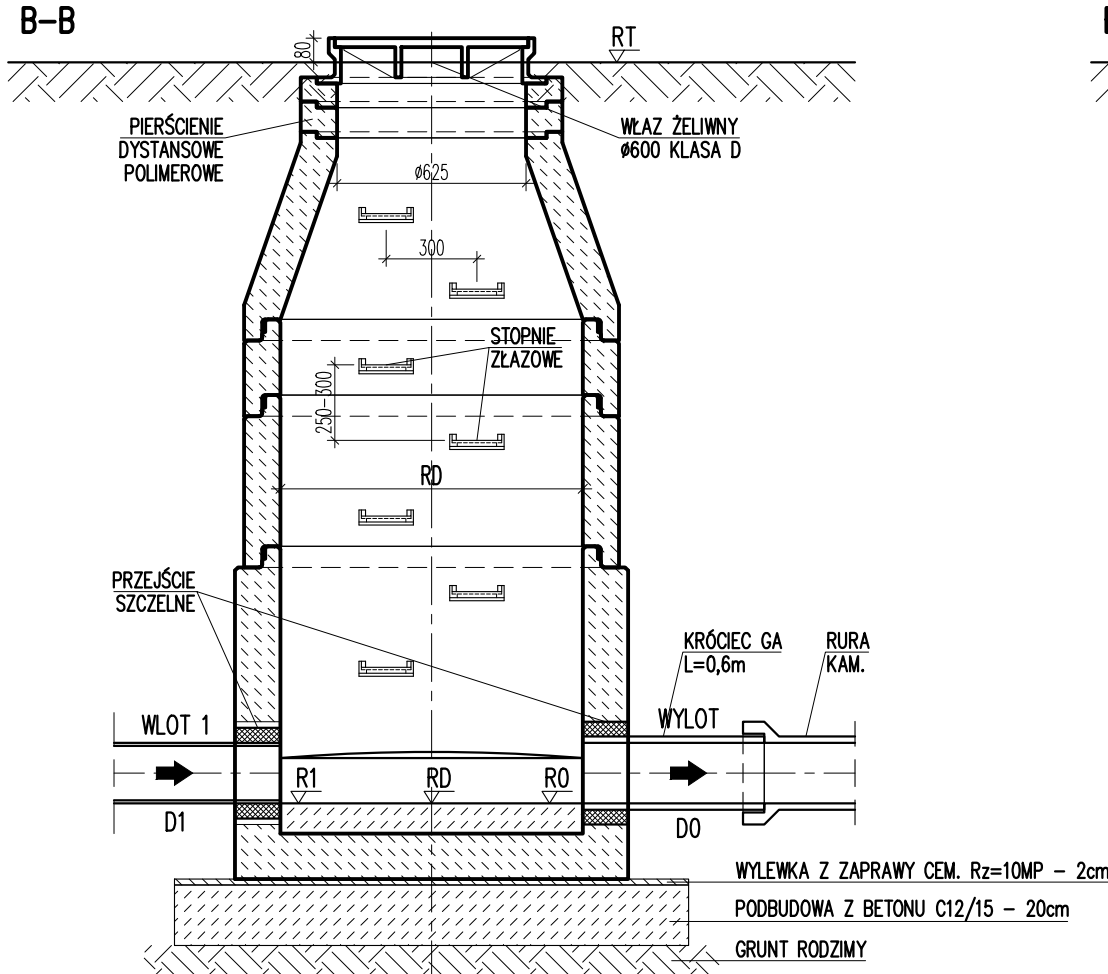 B-B
80
RT
PIERŚCIENIE
DYSTANSOWE
POLIMEROWE
WŁAZ ŻELIWNY
ø600 KLASA D
ø625
300
STOPNIE
ZŁAZOWE
250-300
RD
PRZEJŚCIE
SZCZELNE
KRÓCIEC GA
L=0,6m
RURA
KAM.
WLOT 1
WYLOT
R1
RD
R0
D1
D0
WYLEWKA Z ZAPRAWY CEM. Rz=10MP - 2cm
PODBUDOWA Z BETONU C12/15 - 20cm
GRUNT RODZIMY